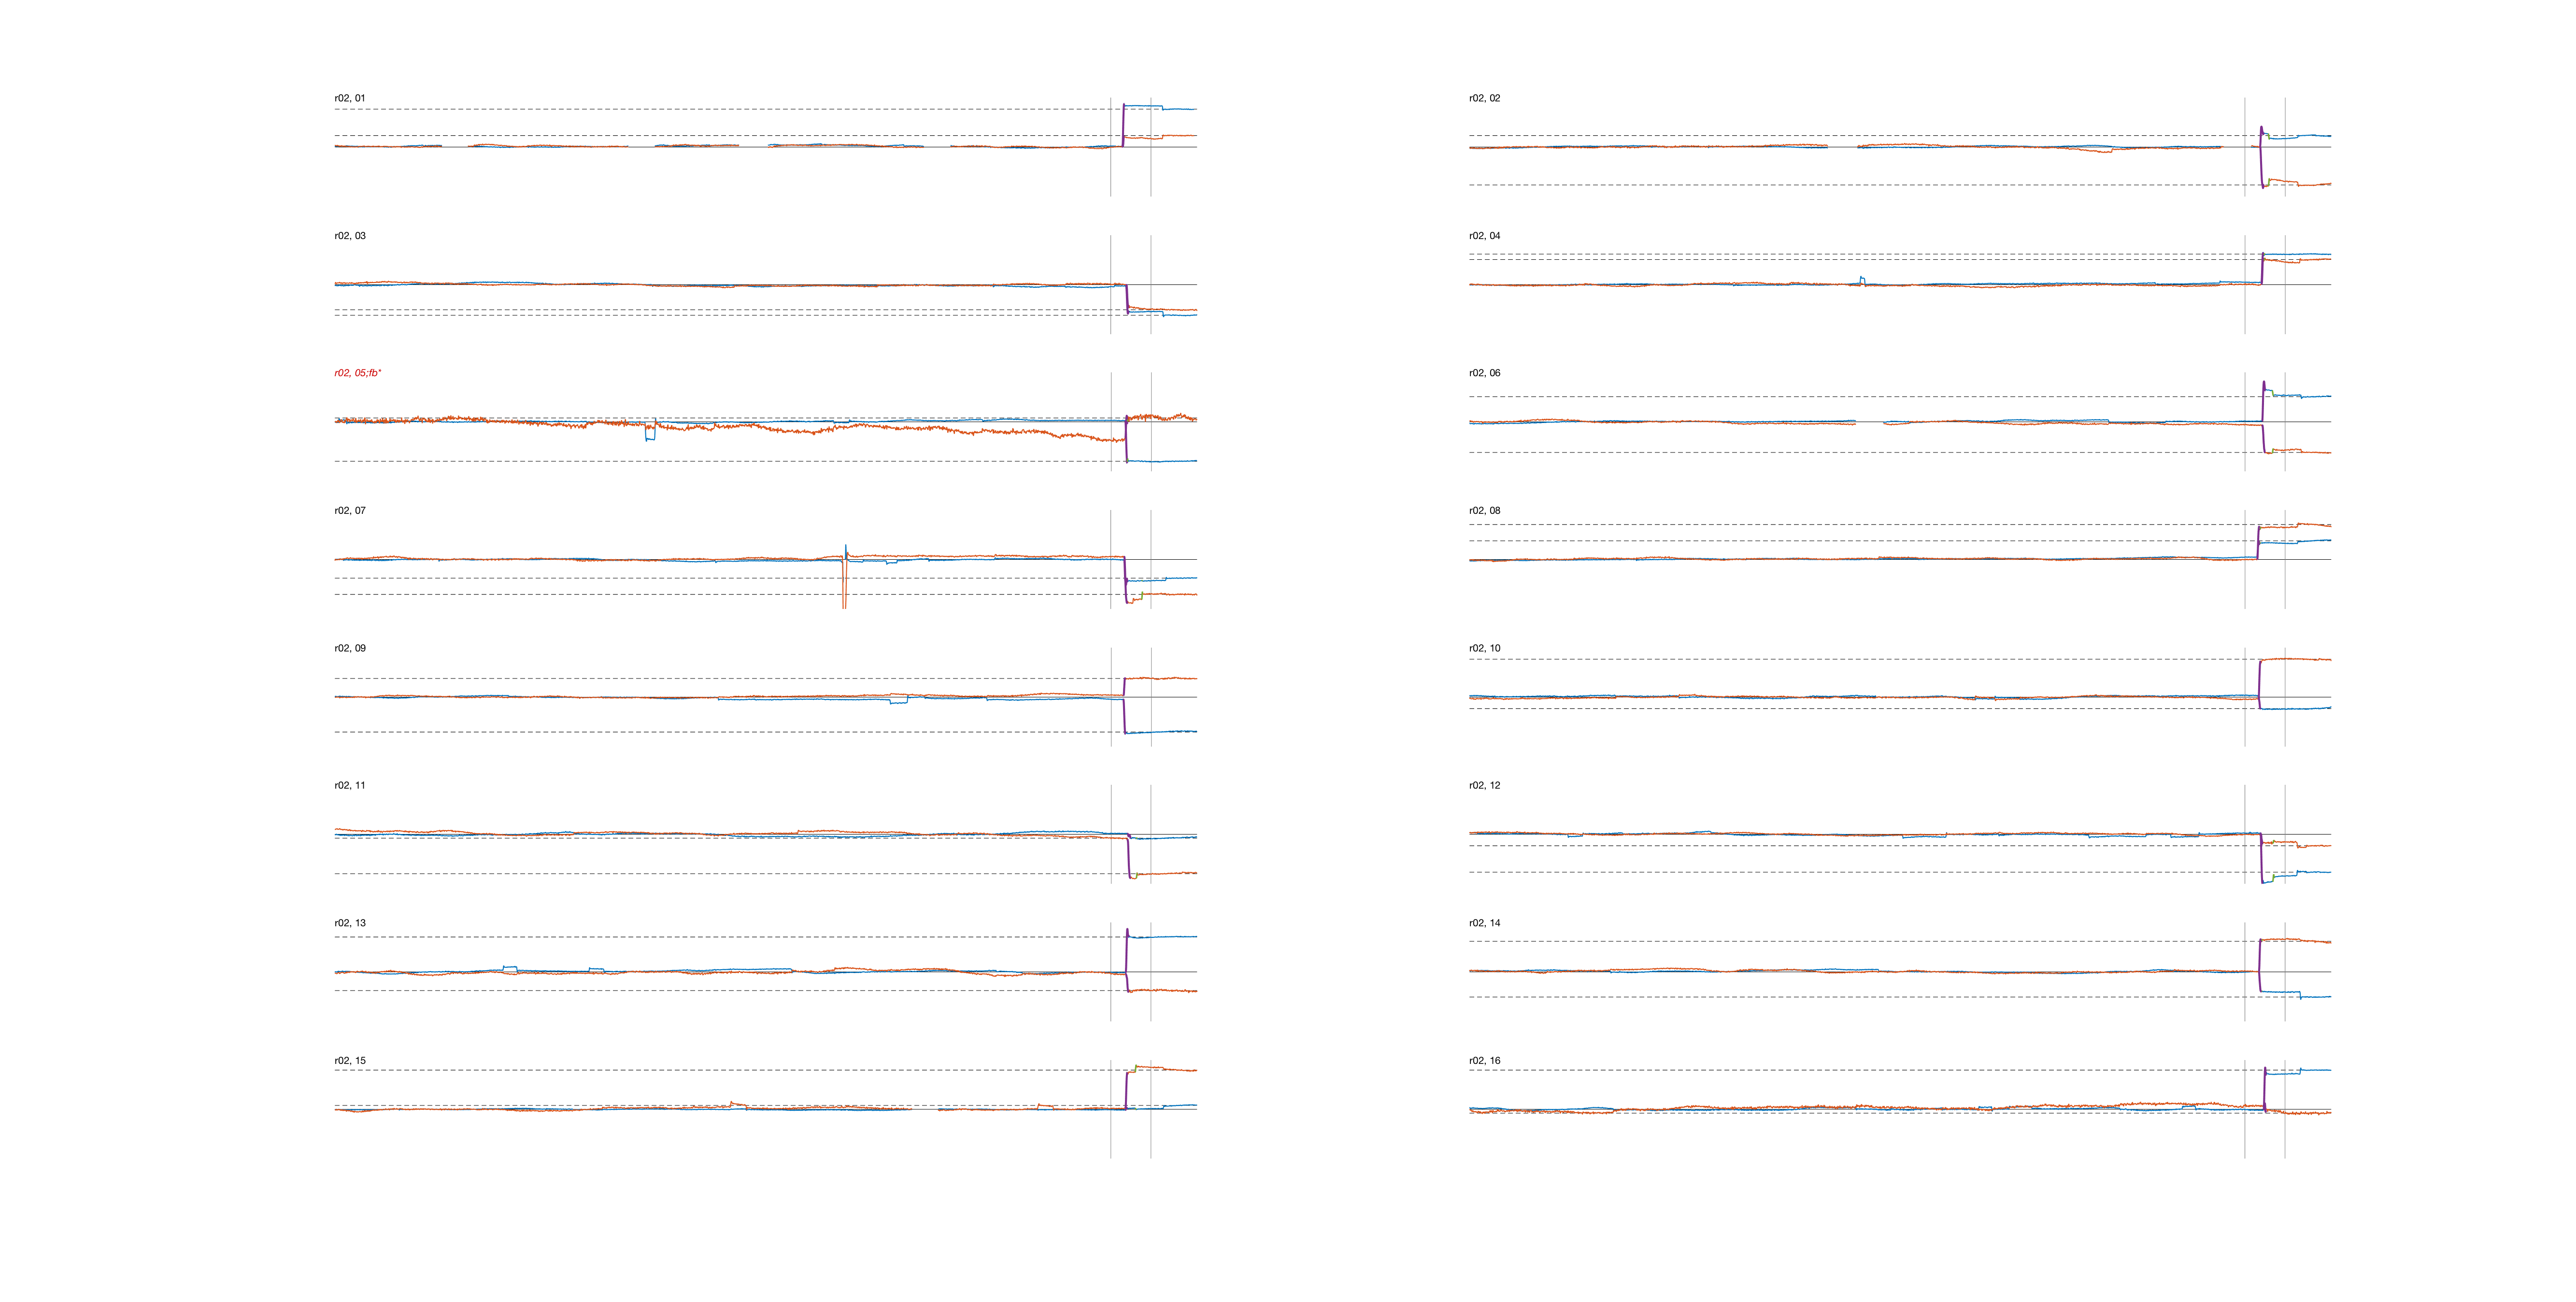 r02, 01
r02, 02
r02, 03
r02, 04
r02, 05;fb*
r02, 06
r02, 07
r02, 08
r02, 09
r02, 10
r02, 11
r02, 12
r02, 13
r02, 14
r02, 15
r02, 16